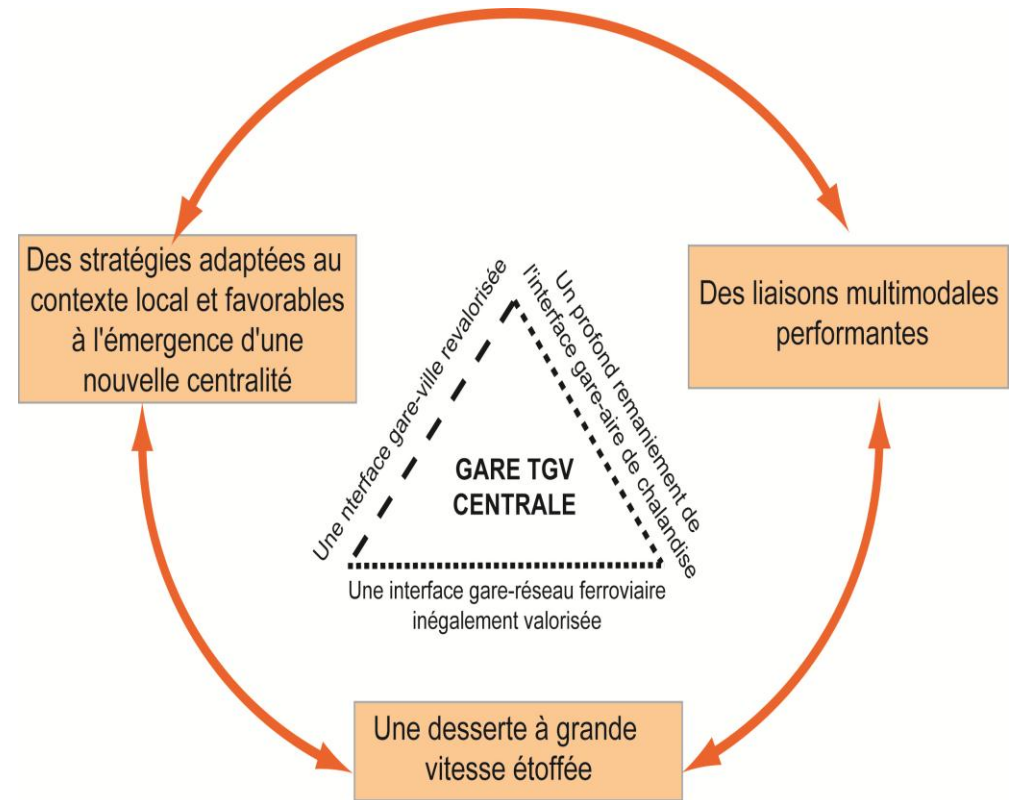 Des stratégies adaptées au
contexte local et favorables
à l'émergence d'une
nouvelle centralité
Des liaisons multimodales
performantes
Une nterface gare-ville revalorisée
Un profond remaniement de
l'interface gare-aire de chalandise
GARE TGV
CENTRALE
Une interface gare-réseau ferroviaire
inégalement valorisée
Une desserte à grande
vitesse étoffée